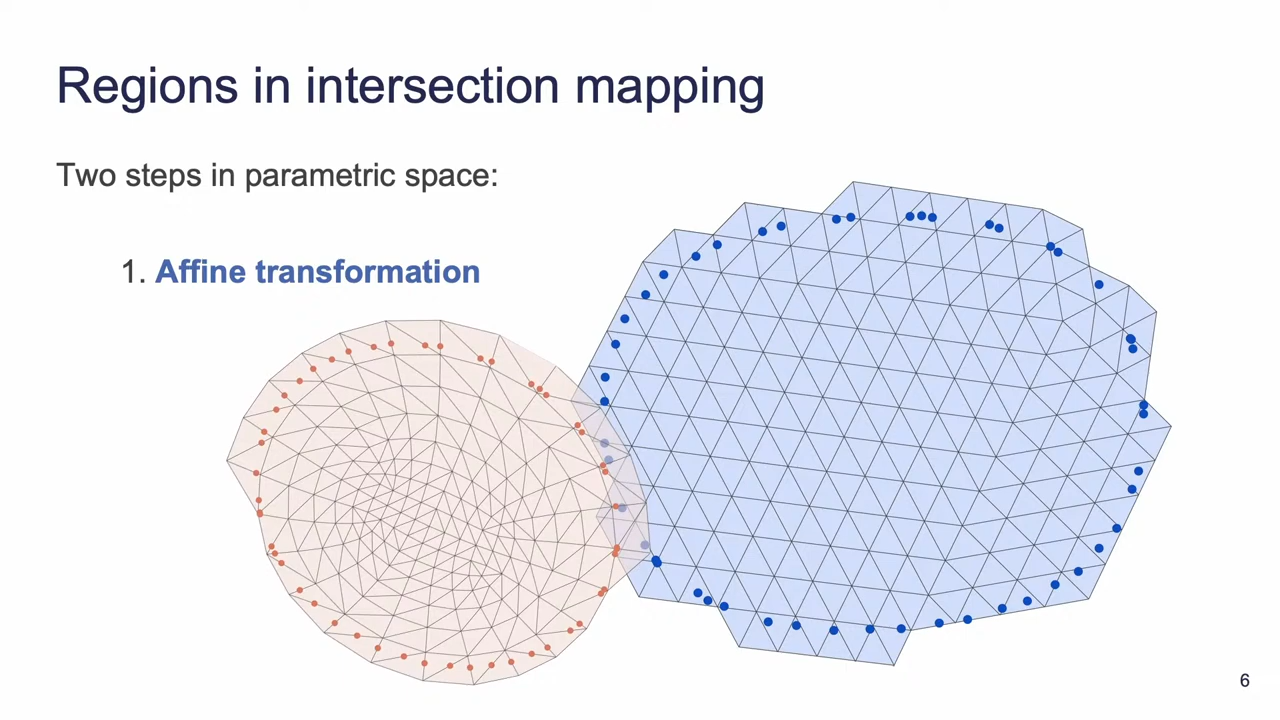 Regions in intersection mapping
Two steps in parametric space:
1. Affine transformation
6